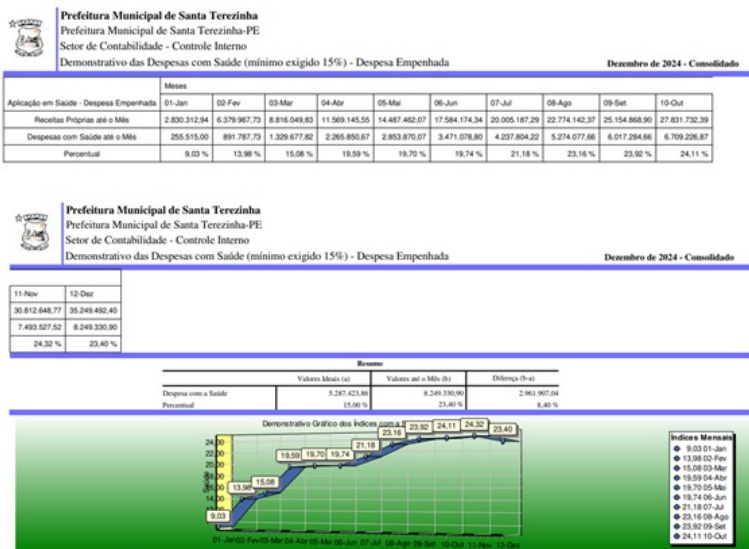 Prefeitura Municipal de Santa Terezinha
Prefeitura Municipal de Santa Terezinha-PE
Setor de Contabilidade - Controle Interno
Demonstrativo das Despesas com Saúde (mínimo exigido 15%) - Despesa Empenhada Dezembro de 2024 - Consolidado
Meses
Aplicação em Saúde - Despesa Empenhada 01-Jan 02-Fev 03-Mar 04-Abr 05-Mai 06-Jun 07-Jul 08-Ago 09-Set 10-Out
Receitas Próprias até o Mês 2.830.312,94 6.379.967,73 8.816.049,83 11.569.145,55 14.487.462,07 17.584.174,34 20.005.187,29 22.774.142,37 25.154.868,90 27.831.732,39
Despesas com Saúde até o Mês 255.515,00 891.787,73 1.329.677,82 2.265.850,67 2.853.870,07 3.471.078,80 4.237.804,22 5.274.077,66 6.017.284,66 6.709.226,87
Percentual 9,03 % 13,98 % 15,08 % 19,59 % 19,70 % 19,74 % 21,18 % 23,16 % 23,92 % 24,11 %
Prefeitura Municipal de Santa Terezinha
Prefeitura Municipal de Santa Terezinha-PE
Setor de Contabilidade - Controle Interno
Demonstrativo das Despesas com Saúde (mínimo exigido 15%) - Despesa Empenhada Dezembro de 2024 - Consolidado
11-Nov 12-Dez
30.812.648,77 35.249.492,40
7.493.527,52 8.249.330,90
24,32 % 23,40 %
Resumo
Valores Ideais (a) Valores até o Mês (b) Difereça (b-a)
Despesa com a Saúde 5.287.423,86 8.249.330,90 2.961.907,04
Percentual 15,00 % 23,40 % 8,40 %
Demonstrativo Gráfico dos Índices com a S
24,00
22,00
20,00
18,00
14,00
12,00
Saúde
9,03 13,98 15,08 19,59 19,70 19,74 21,18 23,16 23,92 24,11 24,32 23,40
01-Jan 02-Fev 03-Mar 04-Abr 05-Mai 06-Jun 07-Jul 08-Ago 09-Set 10-Out 11-Nov 12-Dez
Índices Mensais
9,03 01-Jan
13,98 02-Fev
15,08 03-Mar
19,59 04-Abr
19,70 05-Mai
19,74 06-Jun
21,18 07-Jul
23,16 08-Ago
23,92 09-Set
24,11 10-Out